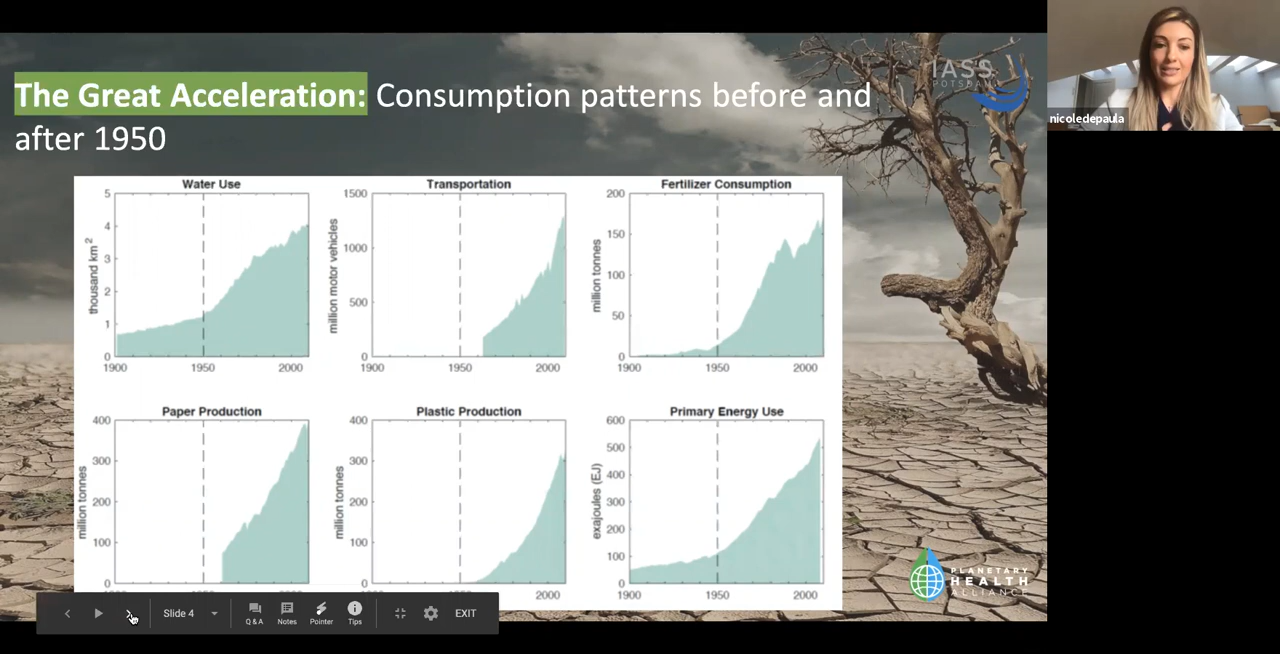 The Great Acceleration: Consumption patterns before and
after 1950
IASS
POTSDAM
nicoledepaula
Water Use
5
4
3
2
1
0
thousand km 2
1900
1950
2000
Transportation
1500
1000
500
0
million motor vehicles
1900
1950
2000
Fertilizer Consumption
200
150
100
50
0
million tonnes
1900
1950
2000
Paper Production
400
300
200
100
0
million tonnes
Plastic Production
400
300
200
100
0
million tonnes
Primary Energy Use
600
500
400
300
200
100
0
exajoules (EJ)
1900
1950
2000
PLANETARY
HEALTH
ALLIANCE
Slide 4
Q & A
Notes
Pointer
Tips
EXIT